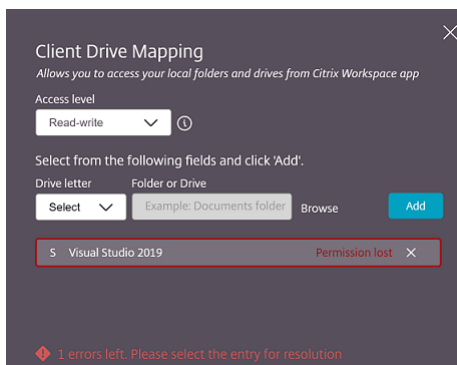 Client Drive Mapping
Allows you to access your local folders and drives from Citrix Workspace app
Access level
Read-write
Select from the following fields and click 'Add'.
Drive letter Folder or Drive
Select Example: Documents folder Browse Add
S Visual Studio 2019 Permission lost
1 errors left. Please select the entry for resolution